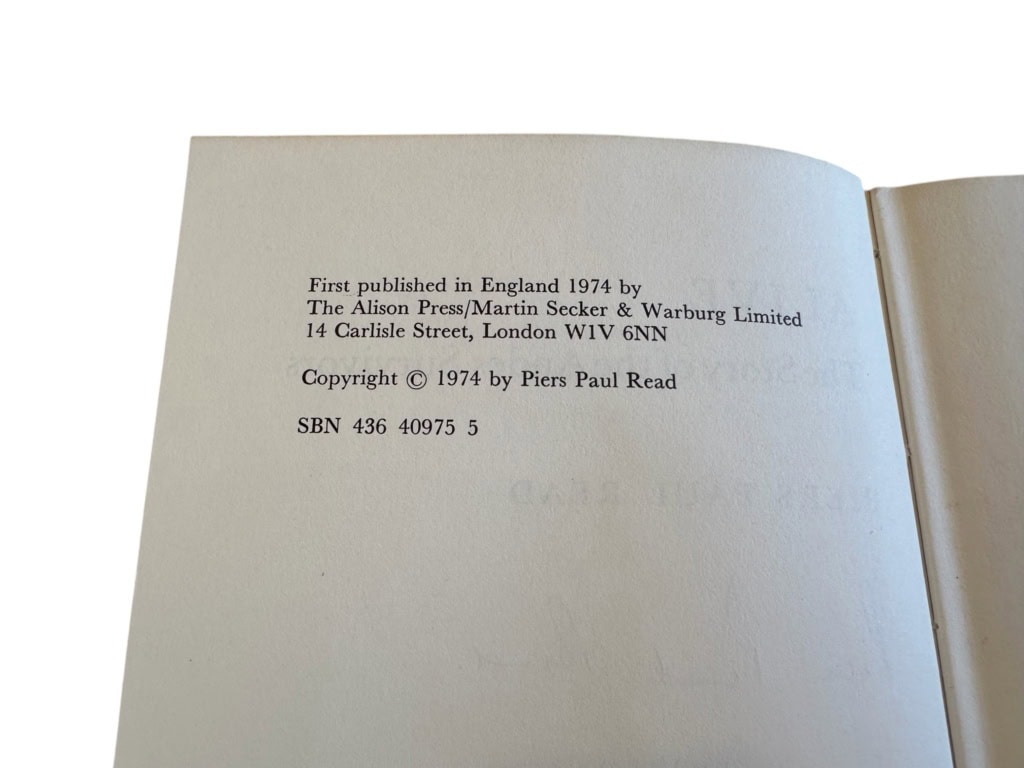 First published in England 1974 by
The Alison Press/Martin Secker & Warburg Limited
14 Carlisle Street, London W1V 6NN
Copyright © 1974 by Piers Paul Read
SBN 436 40975 5